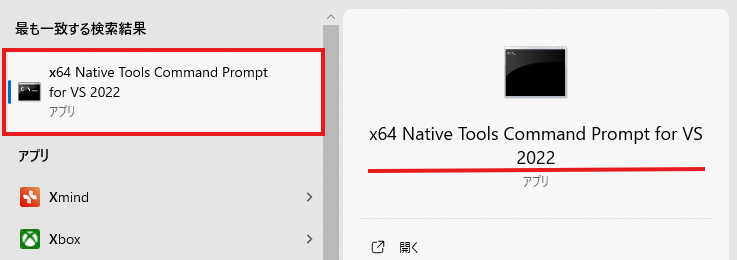 最も一致する検索結果
x64 Native Tools Command Prompt
for VS 2022
アプリ
アプリ
Xmind
Xbox
x64 Native Tools Command Prompt for VS
2022
アプリ
開く